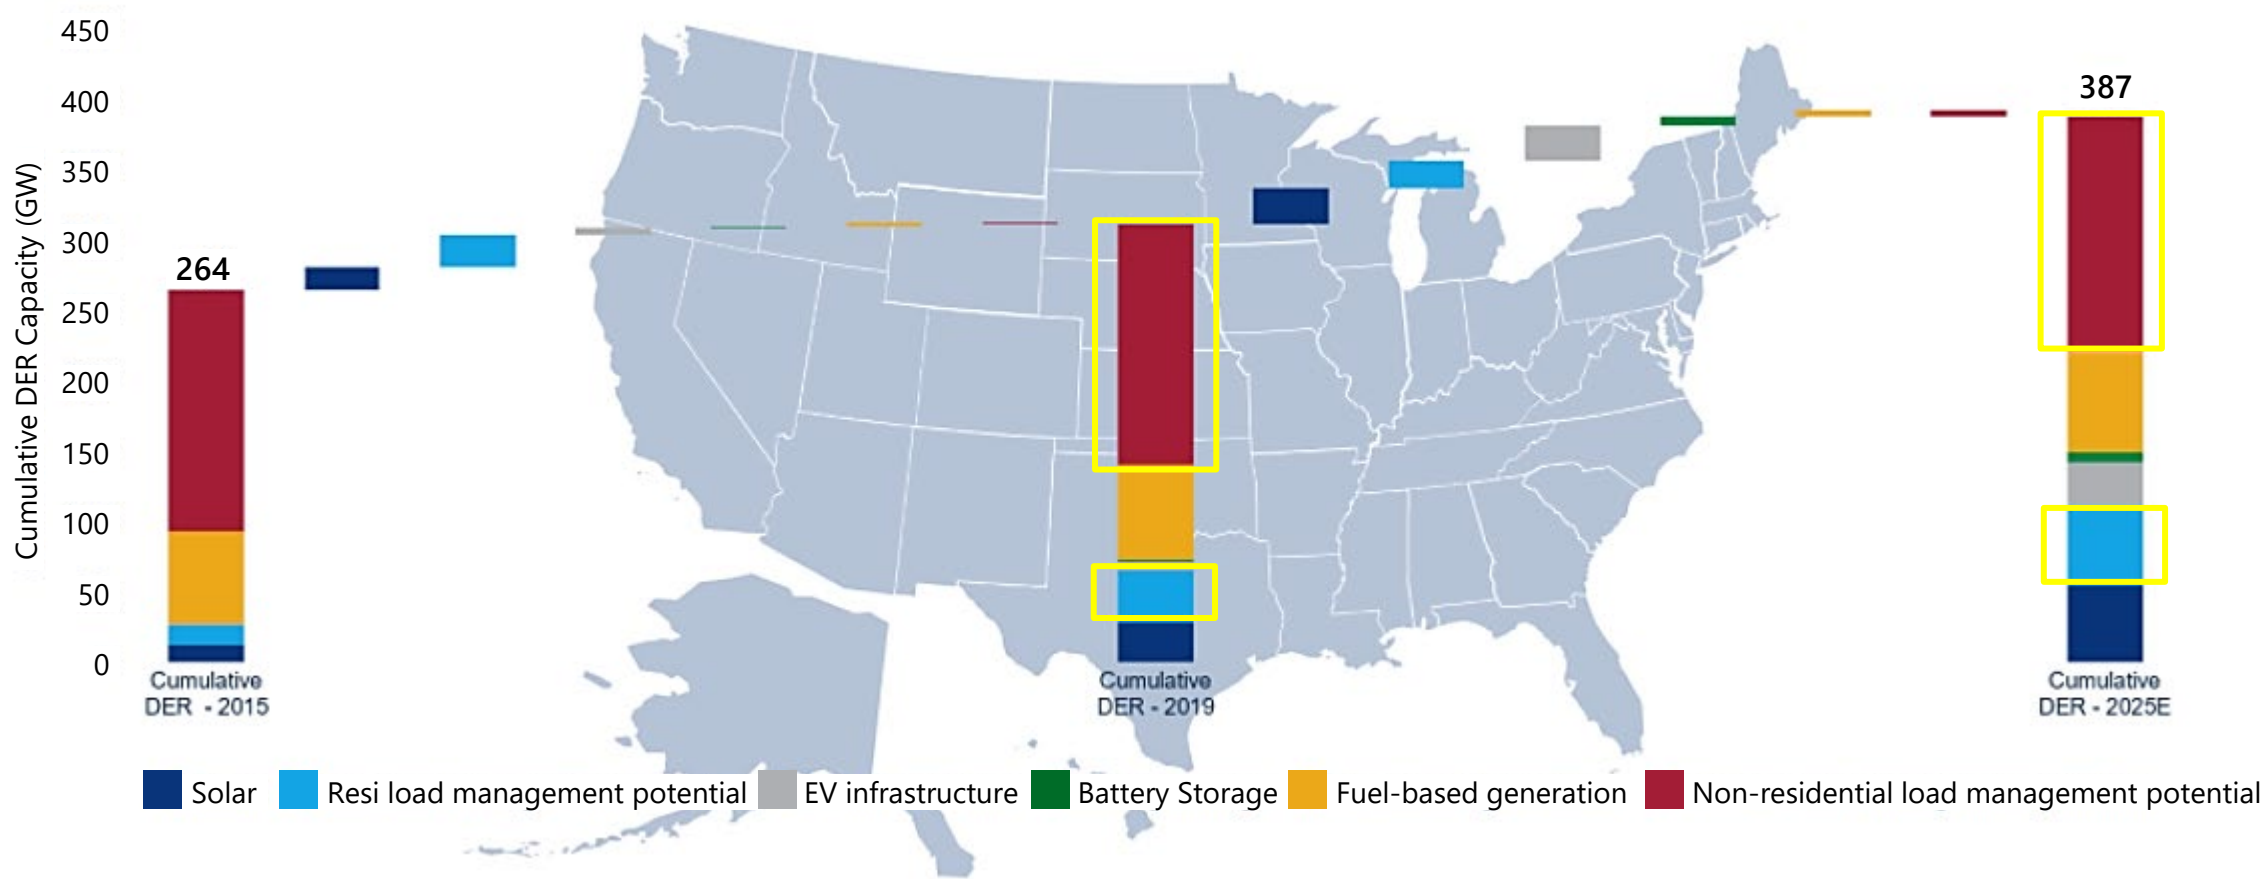 Cumulative DER Capacity (GW)
450
400
350
300
250
200
150
100
50
0
264
387
Cumulative
DER - 2015
Cumulative
DER - 2019
Cumulative
DER - 2025E
Solar
Resi load management potential
EV infrastructure
Battery Storage
Fuel-based generation
Non-residential load management potential